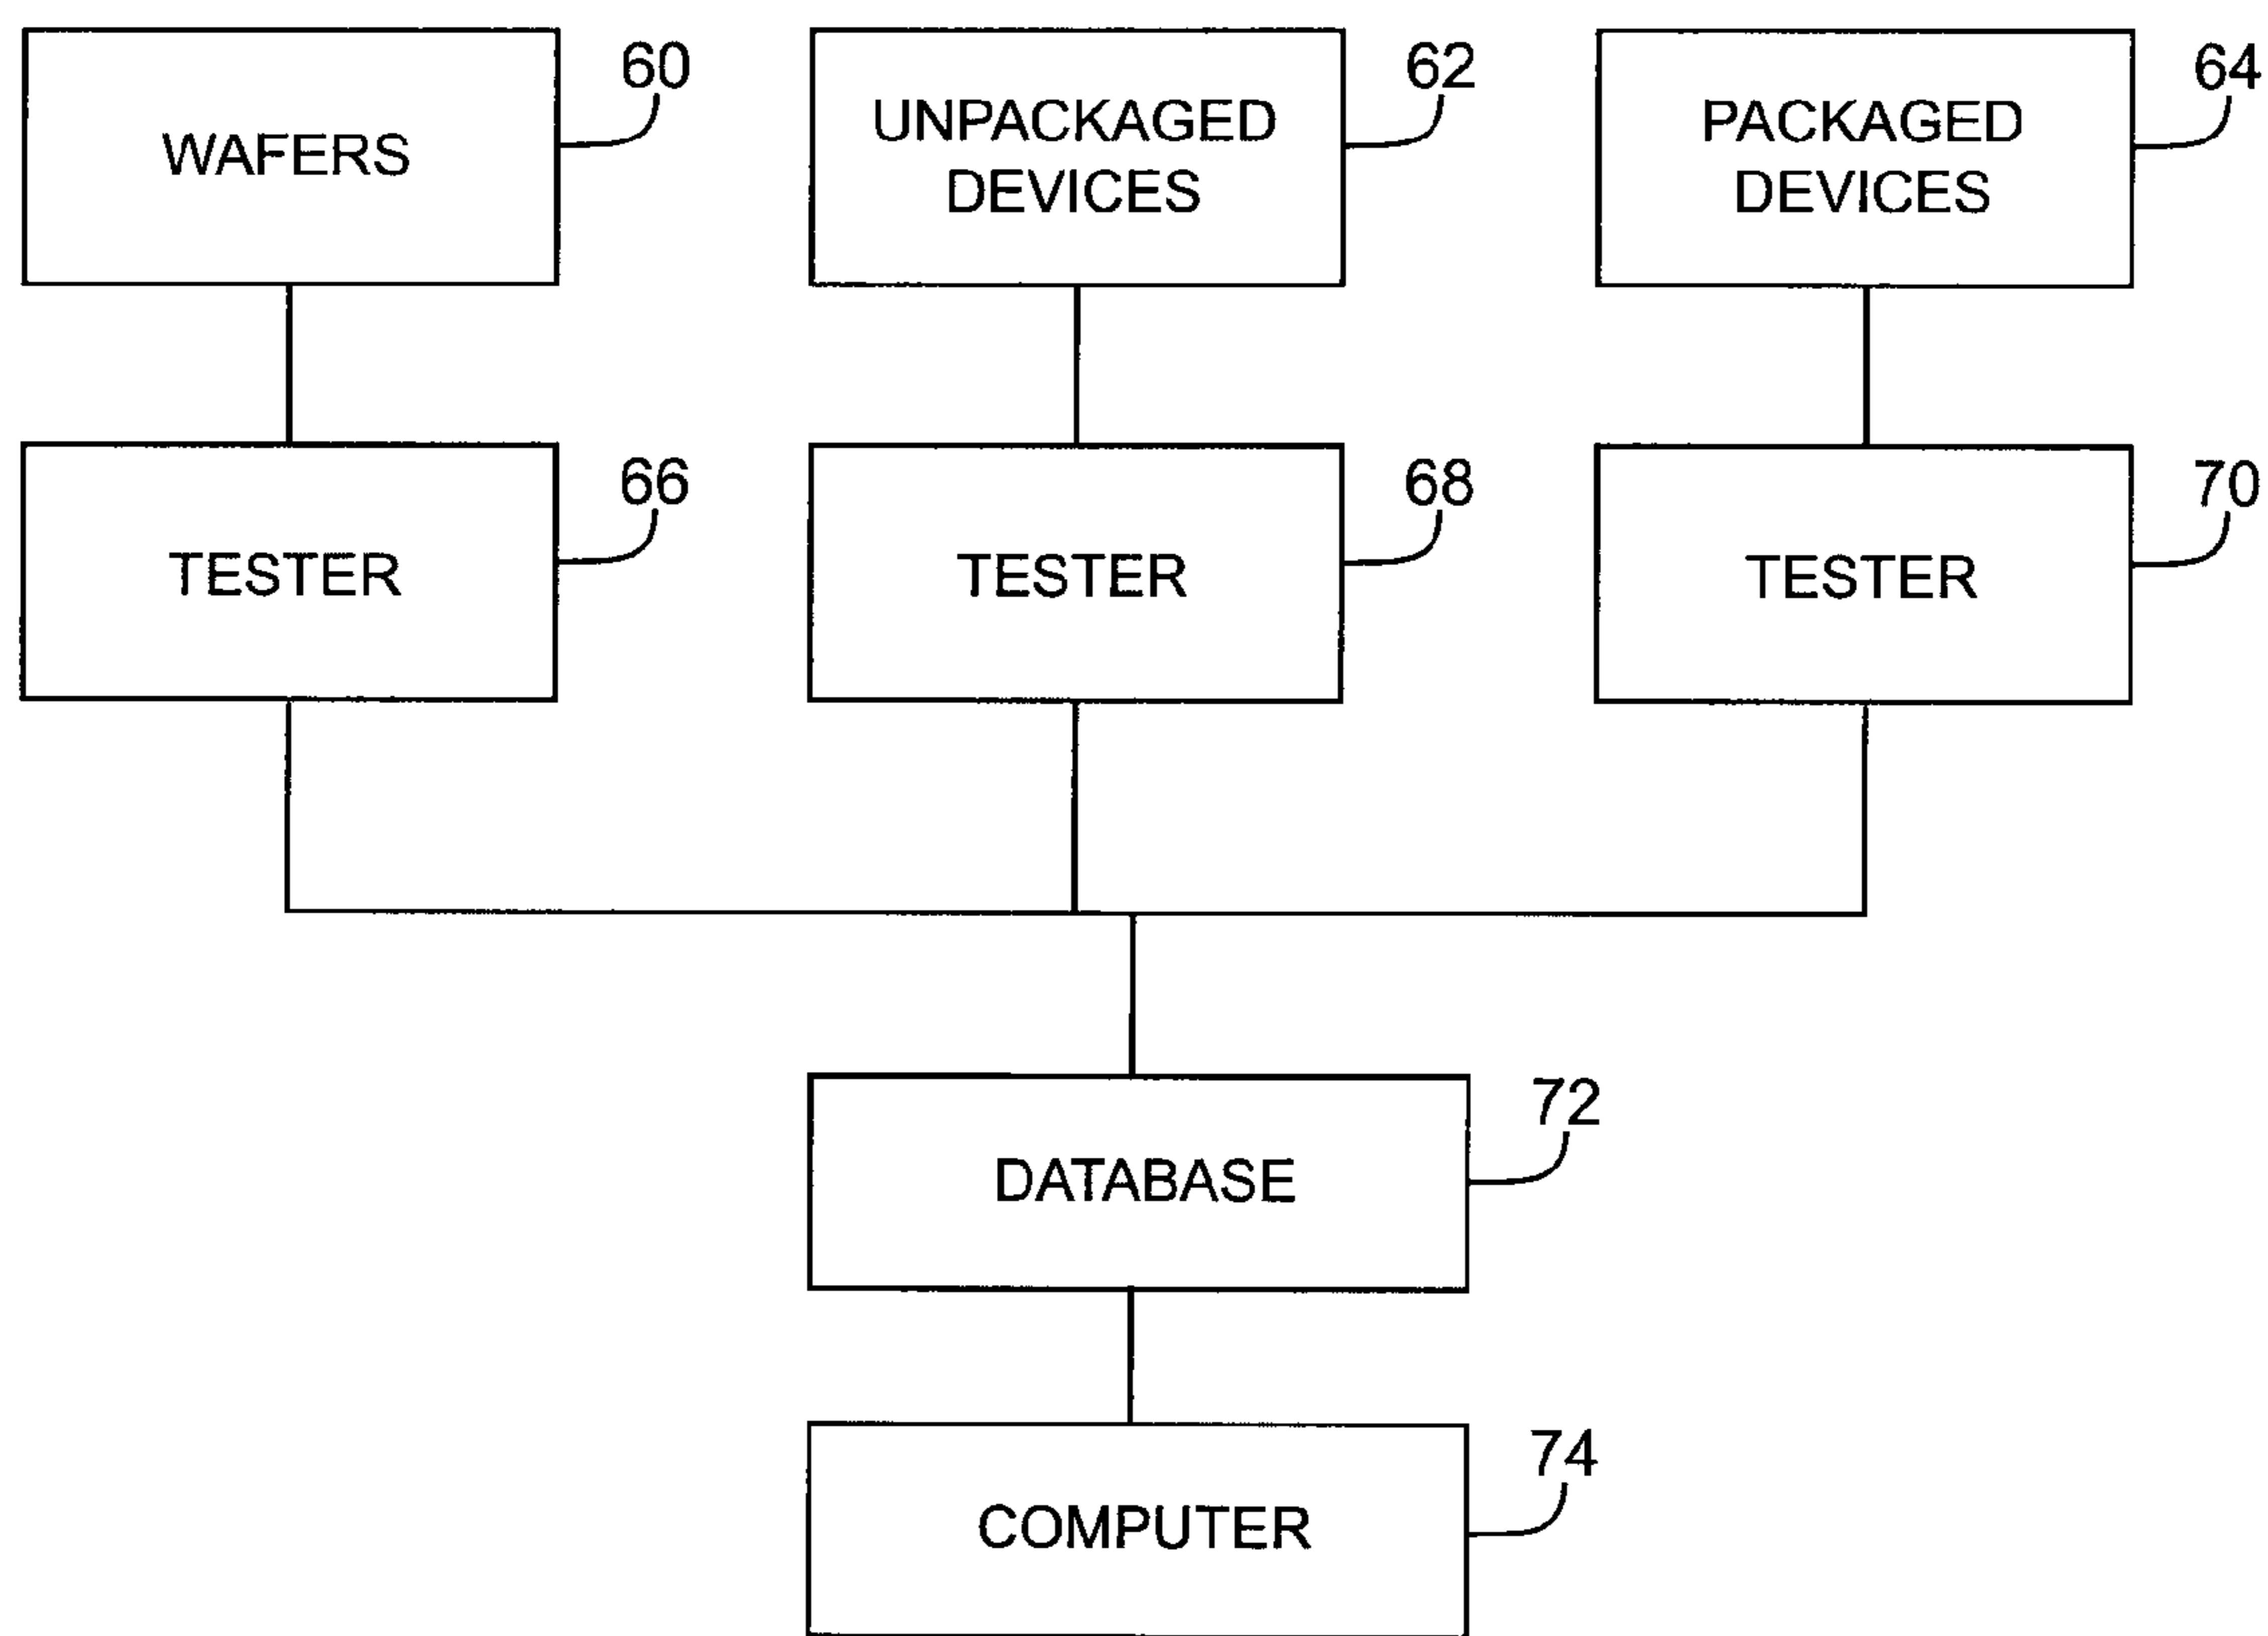 60
62
64
WAFERS
UNPACKAGED
DEVICES
PACKAGED
DEVICES
66
68
70
TESTER
TESTER
TESTER
72
DATABASE
74
COMPUTER